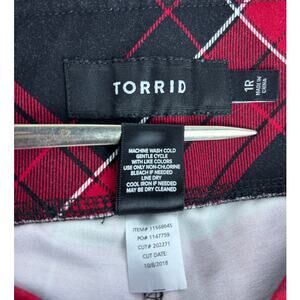 TORRID
1R
MADE IN
CHINA
MACHINE WASH COLD
GENTLE CYCLE
WITH LIKE COLORS
USE ONLY NON-CHLORINE
BLEACH IF NEEDED
LINE DRY
COOL IRON IF NEEDED
MAY BE DRY CLEANED
ITEM# 11568645
PO# 1147759
CUT# 202271
CUT DATE:
10/8/2018